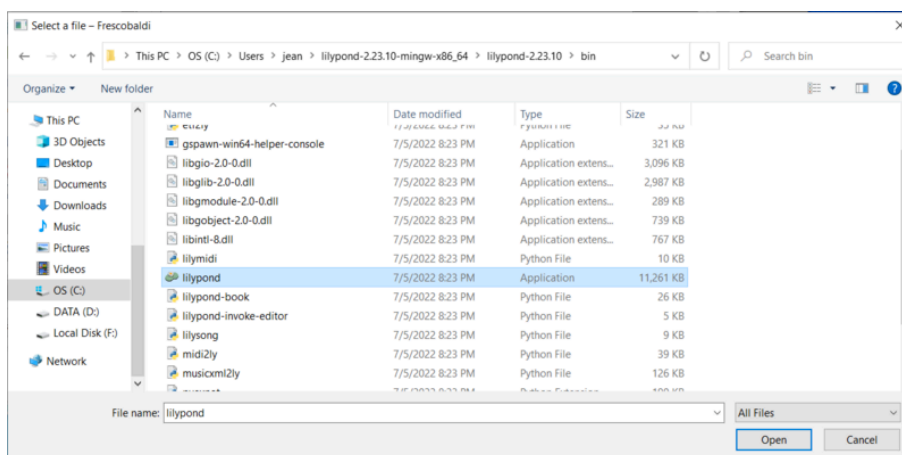 Select a file – Frescobaldi
This PC > OS (C:) > Users > jean > lilypond-2.23.10-mingw-x86_64 > lilypond-2.23.10 > bin
Search bin
Organize
New folder
This PC
3D Objects
Desktop
Documents
Downloads
Music
Pictures
Videos
OS (C:)
DATA (D:)
Local Disk (F:)
Network
Name Date modified Type Size
etf2ly 7/5/2022 8:23 PM Python File 33 KB
gspawn-win64-helper-console 7/5/2022 8:23 PM Application 321 KB
libgio-2.0-0.dll 7/5/2022 8:23 PM Application extens... 3,096 KB
libglib-2.0-0.dll 7/5/2022 8:23 PM Application extens... 2,987 KB
libgmodule-2.0-0.dll 7/5/2022 8:23 PM Application extens... 289 KB
libgobject-2.0-0.dll 7/5/2022 8:23 PM Application extens... 739 KB
libintl-8.dll 7/5/2022 8:23 PM Application extens... 767 KB
lilymidi 7/5/2022 8:23 PM Python File 10 KB
lilypond 7/5/2022 8:23 PM Application 11,261 KB
lilypond-book 7/5/2022 8:23 PM Python File 26 KB
lilypond-invoke-editor 7/5/2022 8:23 PM Python File 5 KB
lilysong 7/5/2022 8:23 PM Python File 9 KB
midi2ly 7/5/2022 8:23 PM Python File 39 KB
musicxml2ly 7/5/2022 8:23 PM Python File 126 KB
File name: lilypond
All Files
Open
Cancel